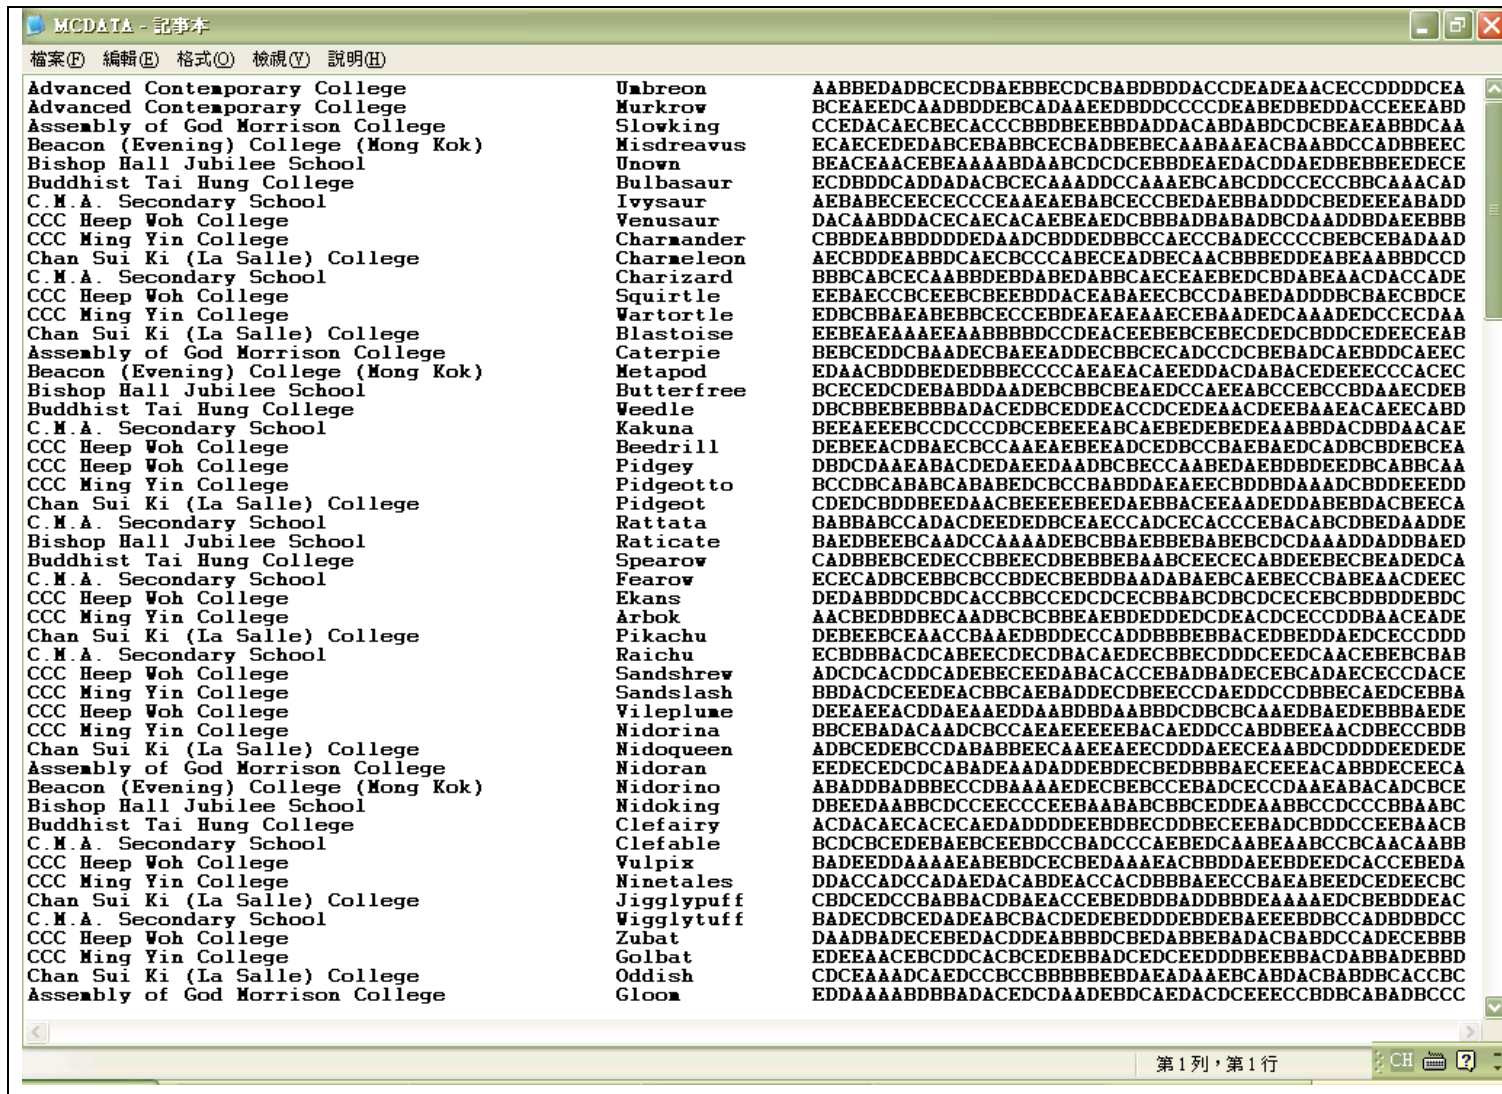 MCDATA - 記事本
檔案(F) 編輯(E) 格式(O) 檢視(V) 說明(H)
Advanced Contemporary College Umbreon AABBEDADBCECDBAEBBECDCBABDBDDACCDEADEAACECCDDDDCEA
Advanced Contemporary College Murkrow BCEAEEDCAADBDDEBCADAAEEDBDDCCCCDEABEDBEDDACCEEEABD
Assembly of God Morrison College Slowking CCEDACAECBECACCCBBDBEEBBDADDACABDABDCDCBEAEABBDCAA
Beacon (Evening) College (Mong Kok) Misdreavus ECAECEDEDABCEBABBCECBADBEBECAABAAEACBAABDCCADBBEEC
Bishop Hall Jubilee School Unown BEACEAACEBEAAAABDAABCDCDCEBBDEAEDACDDAEDBEBBEEDECE
Buddhist Tai Hung College Bulbasaur ECDBDDCADDADACBCECAAADDCCAAAEBCABCDDCCECCBBCAAACAD
C.M.A. Secondary School Ivysaur AEBABECEECECCCEAAEAEBABCECCBEDAEBBADDDCBEDEEEABADD
CCC Heep Woh College Venusaur DACAABDDACECAECACAEBEAEDCBBBADBABADBCDAADDBDAEEBBB
CCC Ming Yin College Charmander CBBDEABBDDDDEDAADCBDDEDBBCCAECCBADECCCCBEBCEBADAAD
Chan Sui Ki (La Salle) College Charmeleon AECBDDEABBDCAECBCCCABECEADBECAACBBBEDDEABEAABBDCCD
C.M.A. Secondary School Charizard BBBCABCECAABBDEBDABEDABBCAECEAEBEDCBDABEAACDACCADE
CCC Heep Woh College Squirtle EEBAECCBCEEBCBEEBDDACEABAEECBCCDABEDADDDBCBAECBDCE
CCC Ming Yin College Wartortle EDBCBBAEABEBBCECCEBDEAEAEAAECEBAADEDCAAADEDCCECDAA
Chan Sui Ki (La Salle) College Blastoise EEBEAEAAAEEAABBBBDCCDEACEEBEBCEBECDEDCBDDCEDEECEAB
Assembly of God Morrison College Caterpie BEBCEDDCBAADECBAEEADDECBBCECADCCDCBEBADCAEBDDCAEEC
Beacon (Evening) College (Mong Kok) Metapod EDAACBDDBEDEDBBECCCCAEAEACAEEDDACDABACEDEEECCCACEC
Bishop Hall Jubilee School Butterfree BCECEDCDEBABDDAADEBCBBCBEAEDCCAEEABCCEBCCBDAAECDEB
Buddhist Tai Hung College Weedle DBCBBEBEBBBADACEDBCEDDEACCDCEDEAACDEEBAAEACAEECABD
C.M.A. Secondary School Kakuna BEEAEEEBCCDCCCDBCEBEEEABCAEBEDEBEDEAABBDACDBDAACAE
CCC Heep Woh College Beedrill DEBEEACDBAECBCCAAEAEBEEADCEDBCCBAEBAEDCADBCBDEBCEA
CCC Heep Woh College Pidgey DBDCDAAEABACDEDAEEDAADBCBECCAABEDAEBDBDEEDBCABBCAA
CCC Ming Yin College Pidgeotto BCCDBCABABCABABEDCBCCBABDDAEAEECBDDBDAAADCBDDEEEDD
Chan Sui Ki (La Salle) College Pidgeot CDEDCBDDBEEDAACBEEEEBEEDAEBBACEEAADEDDABEBDACBEECA
C.M.A. Secondary School Rattata BABBABCCADACDEEDEDBCEAECCADCECACCCEBACABCDBEDAADDE
Bishop Hall Jubilee School Raticate BAEDBEEBCAADCCAAAADEBCBBAEBBEBABEBCDCDAAADDADDBAED
Buddhist Tai Hung College Spearow CADBBEBCEDECCBBEECDBEBBEBAABCEECECABDEEBECBEADEDCA
C.M.A. Secondary School Fearow ECECADBCEBBCBCCBDECBEBDBAADABAEBCAEBECCBABEAACDEEC
CCC Heep Woh College Ekans DEDABBDDCBDCACCBBCCEDCDCECBBABCDBCDCECEBCBDBDDEBDC
CCC Ming Yin College Arbok AACBEDBDBECAADBCBCBBEAEBDEDDEDCDEACDCECCDDBAACEADE
Chan Sui Ki (La Salle) College Pikachu DEBEEBCEAACCBAAEDBDDECCADDBBBEBBACEDBEDDAEDCECCDDD
C.M.A. Secondary School Raichu ECBDBBACDCABEECDECDBACAEDECBBECDDDCEEDCAACEBEBCBAB
CCC Heep Woh College Sandshrew ADCDCACDDCADEBECEEDABACACCEBADBADECEBCADAECECCDACE
CCC Ming Yin College Sandslash BBDACDCEEDEACBBCAEBADDECDBEECCDAEDDCCDBBECAEDCEBBA
CCC Heep Woh College Vileplume DEEAEEACDDAEAAEDDAABDBDAABBDCDBCBCAAEDBAEDEBBBAEDE
CCC Ming Yin College Nidorina BBCEBADACAADCBCCAEAEEEEEBACAEDDCCABDBEEAACDBECCBDB
Chan Sui Ki (La Salle) College Nidoqueen ADBCEDEBCCDABABBEECAAEEAEECDDDAEECEAABDCDDDDEEDEDE
Assembly of God Morrison College Nidoran EEDECEDCDCABADEAADADDEBDECBEDBBBAECEEEACABBDECEECA
Beacon (Evening) College (Mong Kok) Nidorino ABADDBADBBECCDBAAAAEDECBEBCCEBADCECCDAAEABACADCBCE
Bishop Hall Jubilee School Nidoking DBEEDAABBCDCCEECCCEEBAABABCBBCEDDEAABBCCDCCCBBAABC
Buddhist Tai Hung College Clefairy ACDACAECACECAEDADDDDEEBDBECDDBECEEBADCBDDCCEEBAACB
C.M.A. Secondary School Clefable BCDCBCEDEBAEBCEEBDCCBADCCCAEBEDCAABEAABCCBCAACAABB
CCC Heep Woh College Vulpix BADEEDDAAAAEABEBDCECBEDAAAEACBBDDAEEBDEEDCACCEBEDA
CCC Ming Yin College Ninetales DDACCADCCADAEDACABDEACCACDBBBAEECCBAEABEEDCEDEECBC
Chan Sui Ki (La Salle) College Jigglypuff CBDCEDCCBABBACDBAEACCEBEDBDBADDBBDEAAAAEDCBEBDDEAC
C.M.A. Secondary School Wigglytuff BADECDBCEDADEABCBACDEDEBEDDDEBDEBAEEEBDBCCADBDBDCC
CCC Heep Woh College Zubat DAADBADECEBEDACDDEABBBDCBEDABBEBADACBABDCCADECEBBB
CCC Ming Yin College Golbat EDEEAACEBCDDCACBCEDEBBADCEDCEEDDDBEEBBACDABBADEBDD
Chan Sui Ki (La Salle) College Oddish CDCEAAADCAEDCCBCCBBBBBEBDAEADAAEBCABDACBABDBCACCBC
Assembly of God Morrison College Gloom EDDAAAABDBBADACEDCDAADEBDCAEDACDCEEECCBDBCABADBCCC
第 1 列，第 1 行
CH